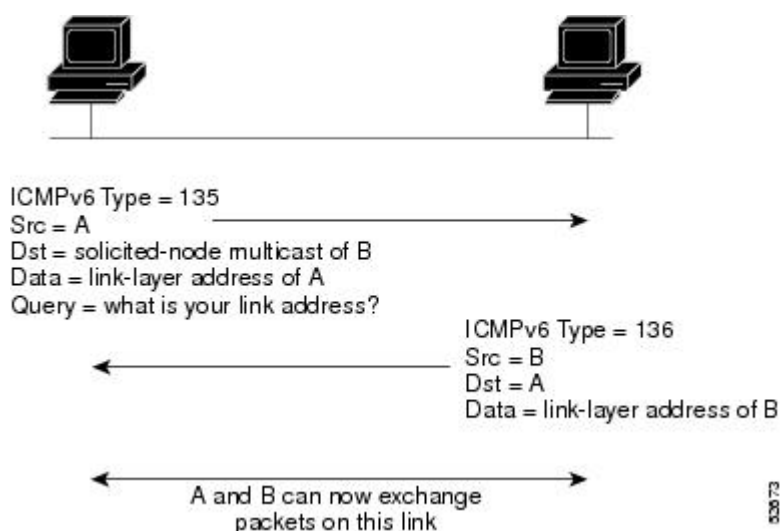 ICMPv6 Type = 135
Src = A
Dst = solicited-node multicast of B
Data = link-layer address of A
Query = what is your link address?
ICMPv6 Type = 136
Src = B
Dst = A
Data = link-layer address of B
A and B can now exchange
packets on this link